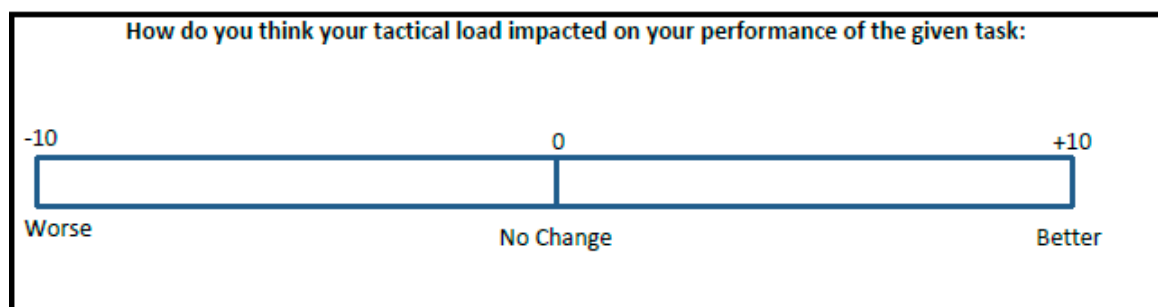 How do you think your tactical load impacted on your performance of the given task:
-10 0 +10
Worse No Change Better